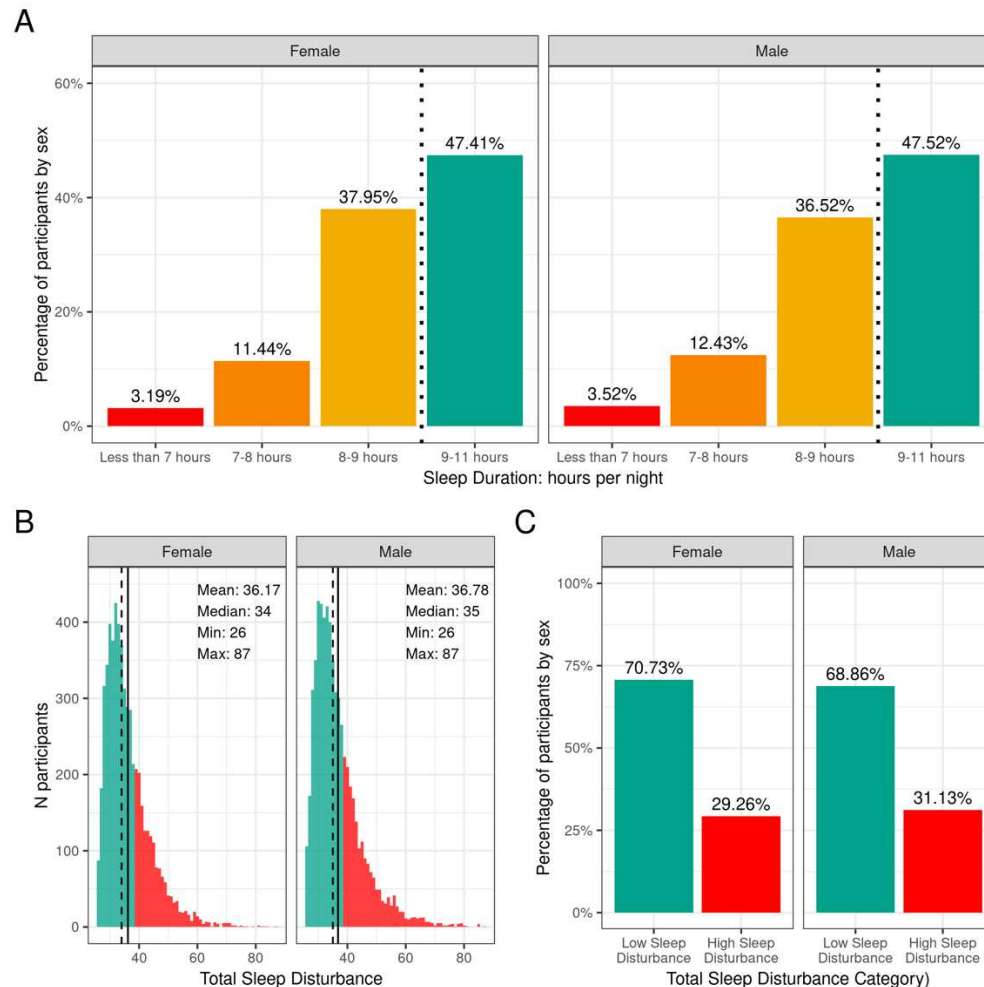 A
Female
Male
Percentage of participants by sex
60%
40%
20%
0%
3.19%
11.44%
37.95%
47.41%
3.52%
12.43%
36.52%
47.52%
Less than 7 hours
7-8 hours
8-9 hours
9-11 hours
Less than 7 hours
7-8 hours
8-9 hours
9-11 hours
Sleep Duration: hours per night
B
Female
Male
N participants
400
300
200
100
0
Mean: 36.17
Median: 34
Min: 26
Max: 87
Mean: 36.78
Median: 35
Min: 26
Max: 87
40
60
80
40
60
80
Total Sleep Disturbance
C
Female
Male
Percentage of participants by sex
100%
75%
50%
25%
0%
70.73%
29.26%
68.86%
31.13%
Low Sleep
Disturbance
High Sleep
Disturbance
Low Sleep
Disturbance
High Sleep
Disturbance
Total Sleep Disturbance Category)